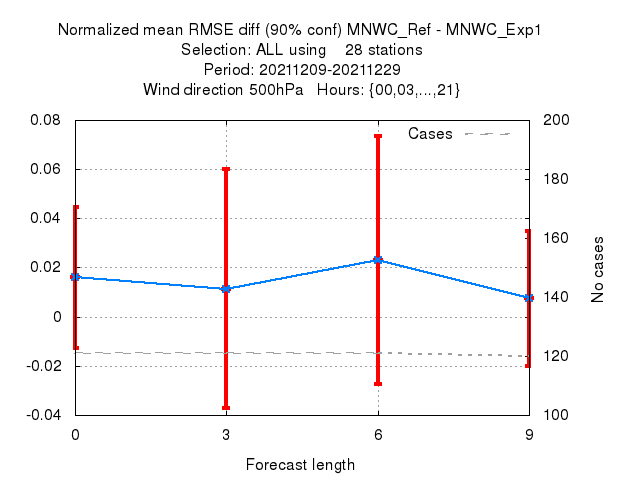 Normalized mean RMSE diff (90% conf) MNWC_Ref - MNWC_Exp1
Selection: ALL using 28 stations
Period: 20211209-20211229
Wind direction 500hPa Hours: {00,03,...,21}
Cases
0.08
0.06
0.04
0.02
0
-0.02
-0.04
200
180
160
140
120
100
No cases
0 3 6 9
Forecast length